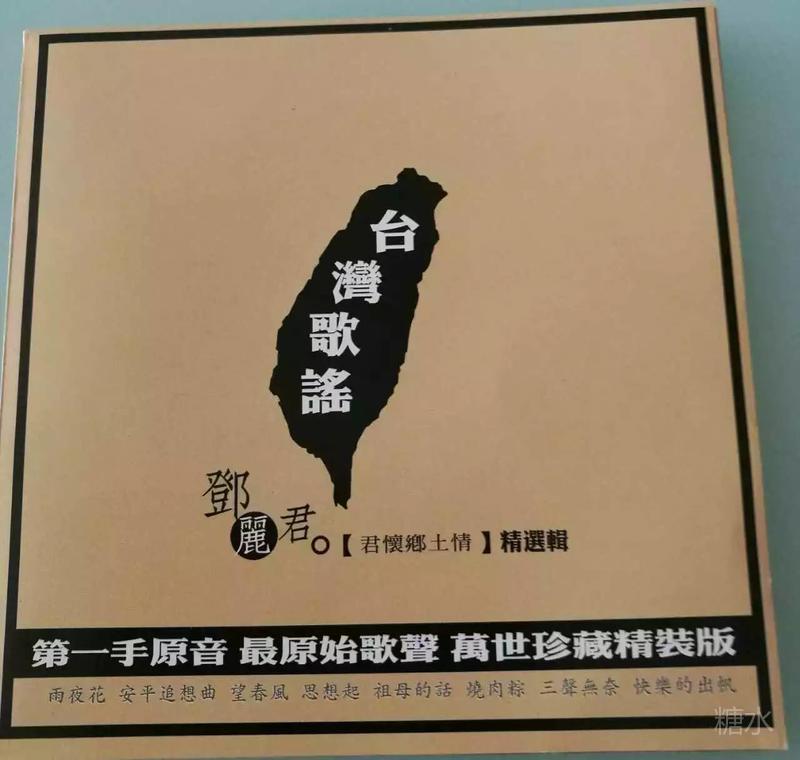 台灣歌謠
鄧麗君。【君懷鄉土情】精選輯
第一手原音 最原始歌聲 萬世珍藏精裝版
雨夜花 安平追想曲 望春風 思想起 祖母的話 燒肉粽 三聲無奈 快樂的出帆
糖水